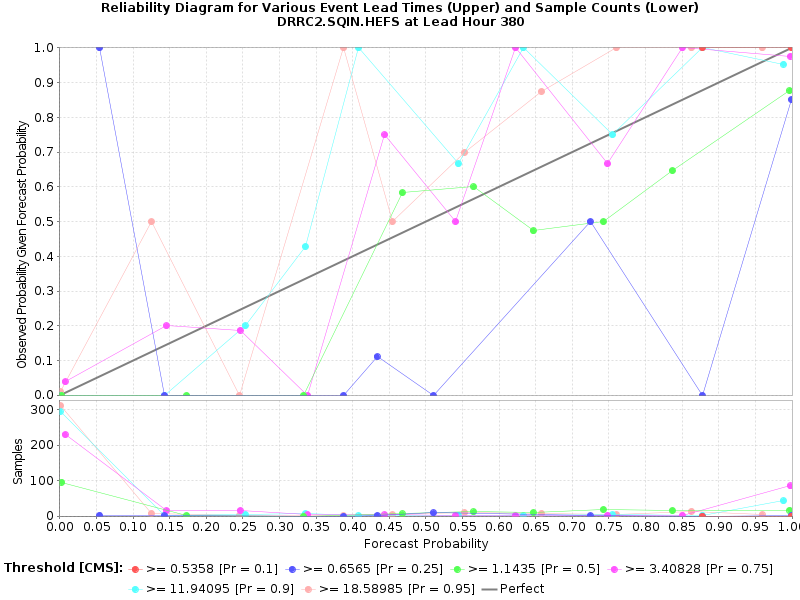 Reliability Diagram for Various Event Lead Times (Upper) and Sample Counts (Lower)
DRRC2.SQIN.HEFS at Lead Hour 380
Observed Probability Given Forecast Probability
1.0
0.9
0.8
0.7
0.6
0.5
0.4
0.3
0.2
0.1
0.0
Samples
300
200
100
0
0.00 0.05 0.10 0.15 0.20 0.25 0.30 0.35 0.40 0.45 0.50 0.55 0.60 0.65 0.70 0.75 0.80 0.85 0.90 0.95 1.0
Forecast Probability
Threshold [CMS]: >= 0.5358 [Pr = 0.1] >= 0.6565 [Pr = 0.25] >= 1.1435 [Pr = 0.5] >= 3.40828 [Pr = 0.75]
>= 11.94095 [Pr = 0.9] >= 18.58985 [Pr = 0.95] Perfect